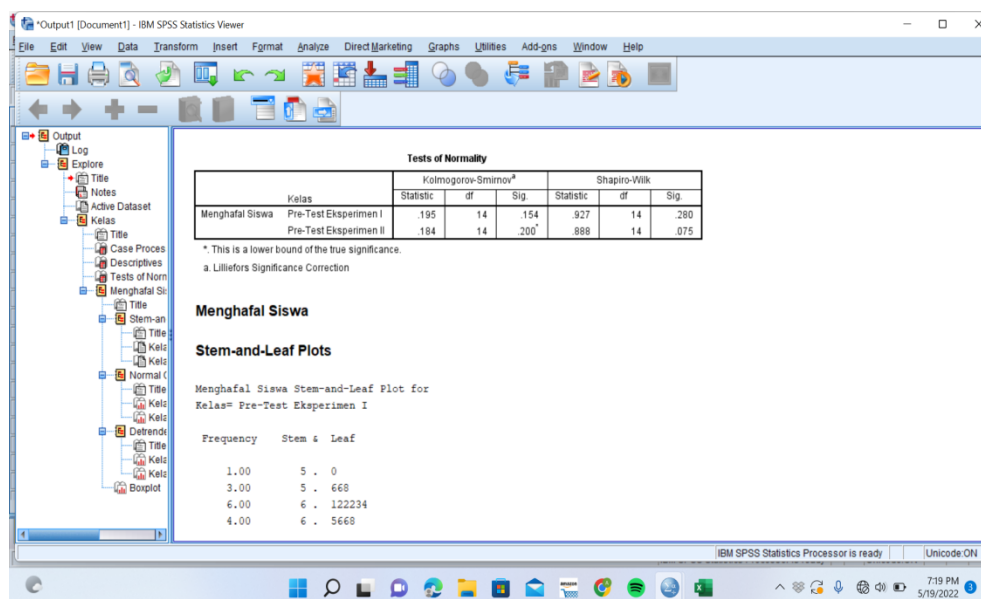 *Output1 [Document1] - IBM SPSS Statistics Viewer
File Edit View Data Transform Insert Format Analyze Direct Marketing Graphs Utilities Add-ons Window Help
Output
Log
Explore
Title
Notes
Active Dataset
Kelas
Title
Case Proces
Descriptives
Tests of Norn
Menghafal Si
Title
Stem-an
Title
Kela
Kela
Normal
Title
Kela
Kela
Detrende
Title
Kela
Kela
Boxplot
Tests of Normality
Kolmogorov-Smirnov^a Shapiro-Wilk
Kelas Statistic df Sig. Statistic df Sig.
Menghafal Siswa Pre-Test Eksperimen I .195 14 .154 .927 14 .280
Pre-Test Eksperimen II .184 14 .200* .888 14 .075
*. This is a lower bound of the true significance.
a. Lilliefors Significance Correction
Menghafal Siswa
Stem-and-Leaf Plots
Menghafal Siswa Stem-and-Leaf Plot for
Kelas= Pre-Test Eksperimen I
Frequency Stem & Leaf
1.00 5 . 0
3.00 5 . 668
6.00 6 . 122234
4.00 6 . 5668
IBM SPSS Statistics Processor is ready Unicode:ON
7:19 PM
5/19/2022 3